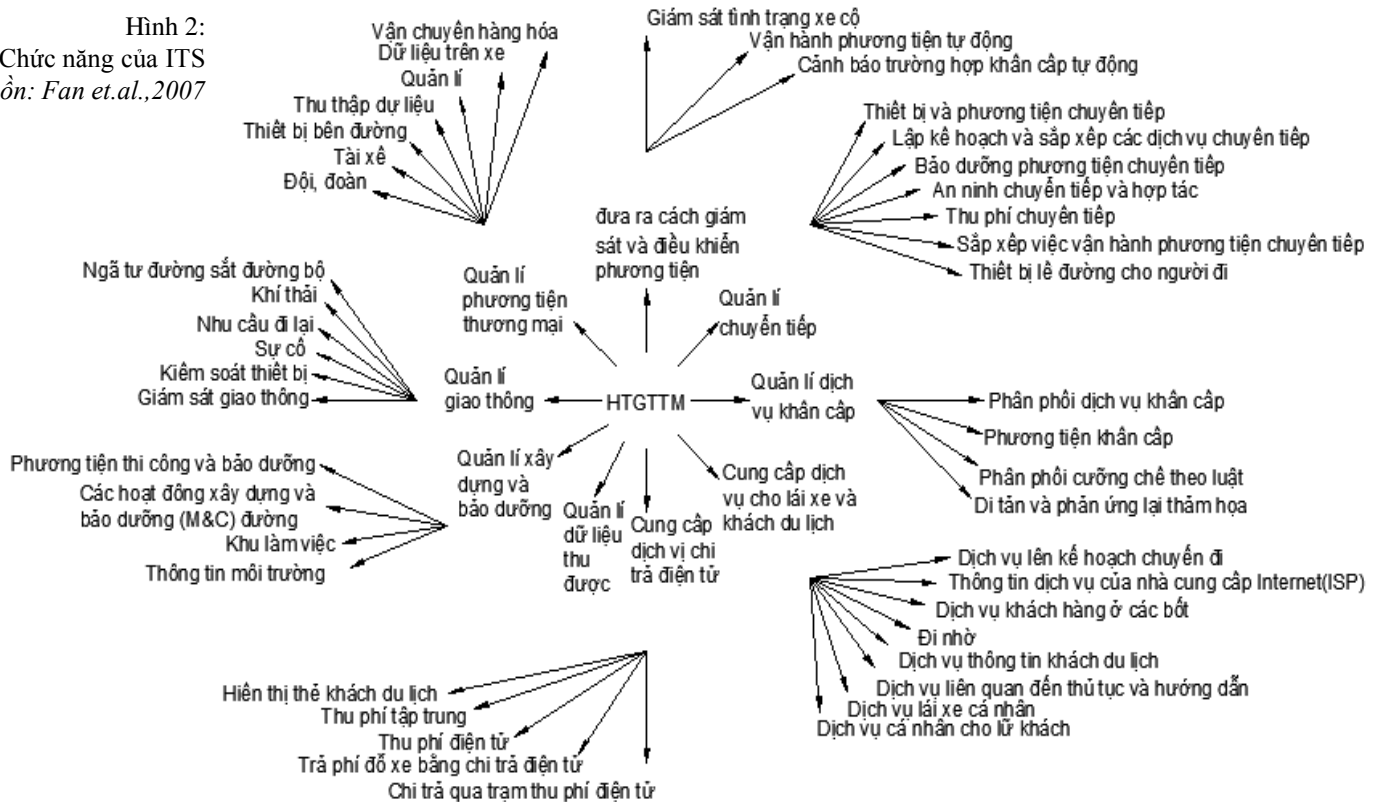 Hình 2:
Chức năng của ITS
ồn: Fan et.al.,2007
Vận chuyển hàng hóa
Dữ liệu trên xe
Quản lí
Thu thập dự liệu
Thiết bị bên đường
Tài xế
Đội, đoàn
Giám sát tình trạng xe cộ
Vận hành phương tiện tự động
Cảnh báo trường hợp khẩn cấp tự động
Thiết bị và phương tiện chuyển tiếp
Lập kế hoạch và sắp xếp các dịch vụ chuyển tiếp
Bảo dưỡng phương tiện chuyển tiếp
An ninh chuyển tiếp và hợp tác
Thu phí chuyển tiếp
Sắp xếp việc vận hành phương tiện chuyển tiếp
Thiết bị lề đường cho người đi
đưa ra cách giám
sát và điều khiển
phương tiện
Quản lí
phương tiện
thương mại
Quản lí
chuyển tiếp
Ngã tư đường sắt đường bộ
Khí thải
Nhu cầu đi lại
Sự cố
Kiểm soát thiết bị
Giám sát giao thông
Quản lí
giao thông
HTGTTM
Quản lí dịch
vụ khẩn cấp
Phân phối dịch vụ khẩn cấp
Phương tiện khẩn cấp
Phân phối cưỡng chế theo luật
Di tản và phản ứng lại thảm họa
Phương tiện thi công và bảo dưỡng
Các hoạt đông xây dựng và
bảo dưỡng (M&C) đường
Khu làm việc
Thông tin môi trường
Quản lí xây
dựng và
bảo dưỡng
Quản lí
dữ liệu
thu
được
Cung cấp
dịch vị chi
trả điện tử
Cung cấp dịch
vụ cho lái xe và
khách du lịch
Dịch vụ lên kế hoạch chuyến đi
Thông tin dịch vụ của nhà cung cấp Internet(ISP)
Dịch vụ khách hàng ở các bốt
Đi nhờ
Dịch vụ thông tin khách du lịch
Dịch vụ liên quan đến thủ tục và hướng dẫn
Dịch vụ lái xe cá nhân
Dịch vụ cá nhân cho lữ khách
Hiển thị thẻ khách du lịch
Thu phí tập trung
Thu phí điện tử
Trả phí đỗ xe bằng chi trả điện tử
Chi trả qua trạm thu phí điện tử